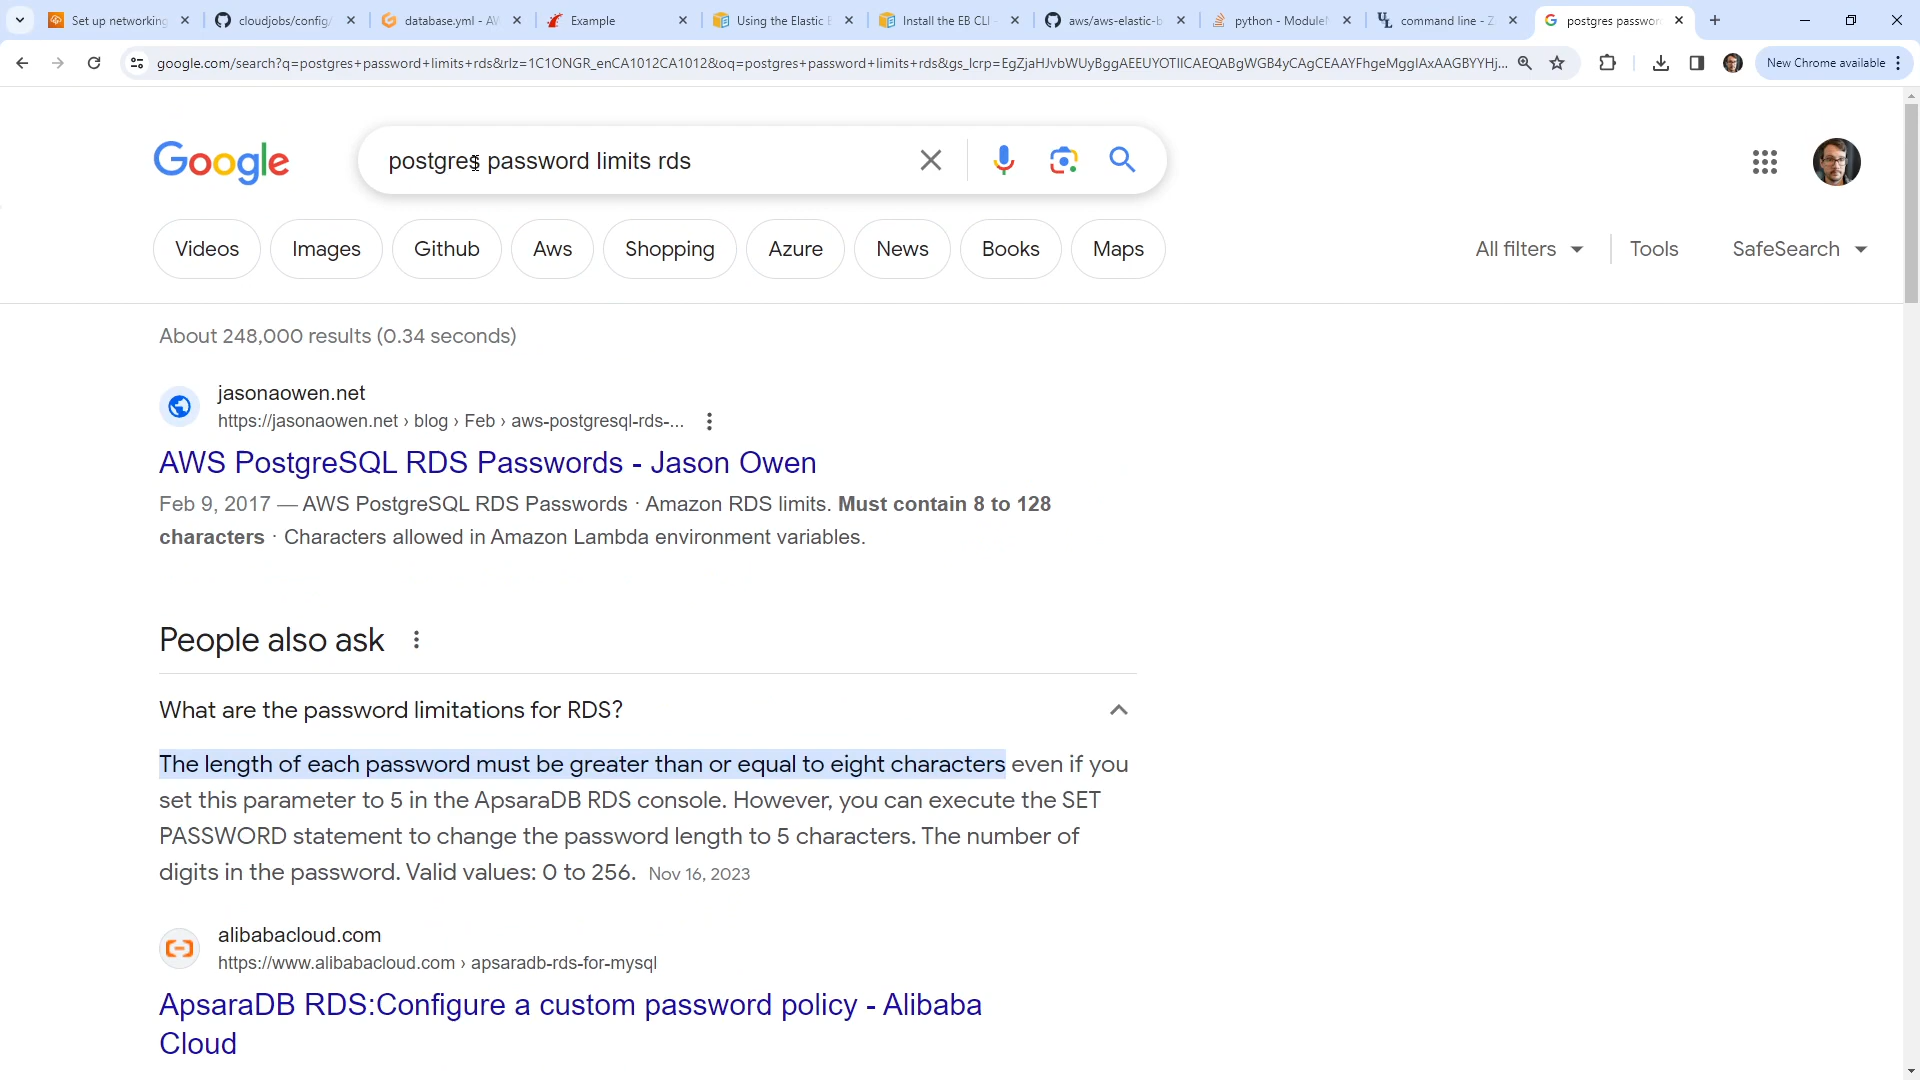 Set up networking
cloudjobs/config/
database.yml - AW
Example
Using the Elastic B
Install the EB CLI -
aws/aws-elastic-b
python - Module
command line - Z
postgres passwor
google.com/search?q=postgres+password+limits+rds&rlz=1C1ONGR_enCA1012CA1012&oq=postgres+password+limits+rds&gs_lcrp=EgZjaHJvbWUyBggAEEUYOTIICAEQABgWGB4yCAgCEAAYFhgeMggIAxAAGBYYHj...
New Chrome available
Google
postgres password limits rds
Videos
Images
Github
Aws
Shopping
Azure
News
Books
Maps
All filters
Tools
SafeSearch
About 248,000 results (0.34 seconds)
jasonaowen.net
https://jasonaowen.net › blog › Feb › aws-postgresql-rds-...
AWS PostgreSQL RDS Passwords - Jason Owen
Feb 9, 2017 — AWS PostgreSQL RDS Passwords · Amazon RDS limits. Must contain 8 to 128
characters · Characters allowed in Amazon Lambda environment variables.
People also ask
What are the password limitations for RDS?
The length of each password must be greater than or equal to eight characters even if you
set this parameter to 5 in the ApsaraDB RDS console. However, you can execute the SET
PASSWORD statement to change the password length to 5 characters. The number of
digits in the password. Valid values: 0 to 256. Nov 16, 2023
alibabacloud.com
https://www.alibabacloud.com › apsaradb-rds-for-mysql
ApsaraDB RDS:Configure a custom password policy - Alibaba
Cloud